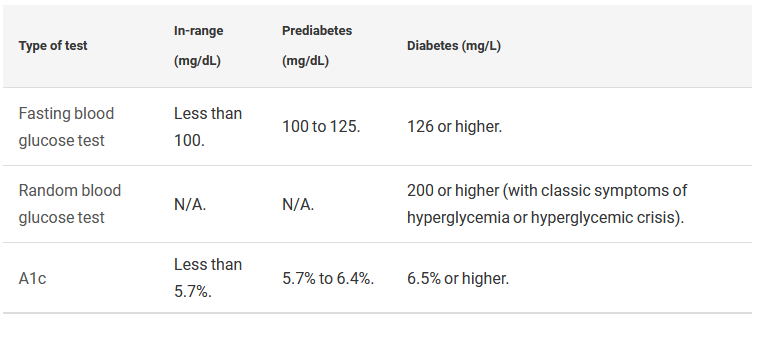 Type of test
In-range
(mg/dL)
Prediabetes
(mg/dL)
Diabetes (mg/L)
Fasting blood
glucose test
Less than
100.
100 to 125.
126 or higher.
Random blood
glucose test
N/A.
N/A.
200 or higher (with classic symptoms of
hyperglycemia or hyperglycemic crisis).
A1c
Less than
5.7%.
5.7% to 6.4%.
6.5% or higher.